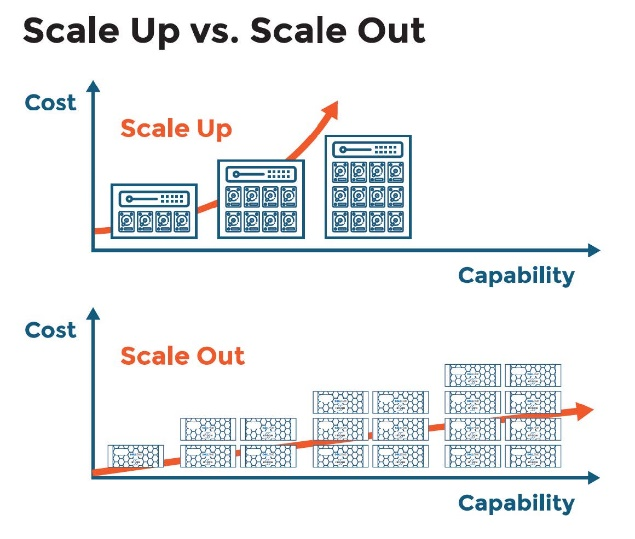 Scale Up vs. Scale Out
Cost
Scale Up
Capability
Cost
Scale Out
Capability